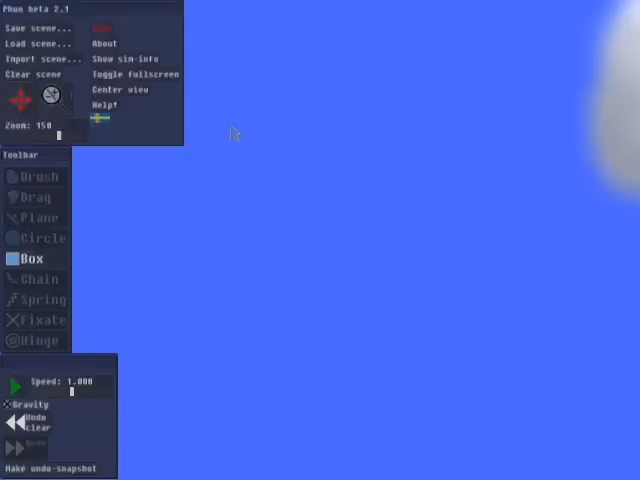 Phun beta 2.1
Save scene...
Load scene...
Import scene...
Clear scene
Zoom: 150
About
Show sim-info
Toggle fullscreen
Center view
Help!
Toolbar
Brush
Drag
Plane
Circle
Box
Chain
Spring
Fixate
Hinge
Speed: 1.000
Gravity
Undo
clear
Make undo-snapshot